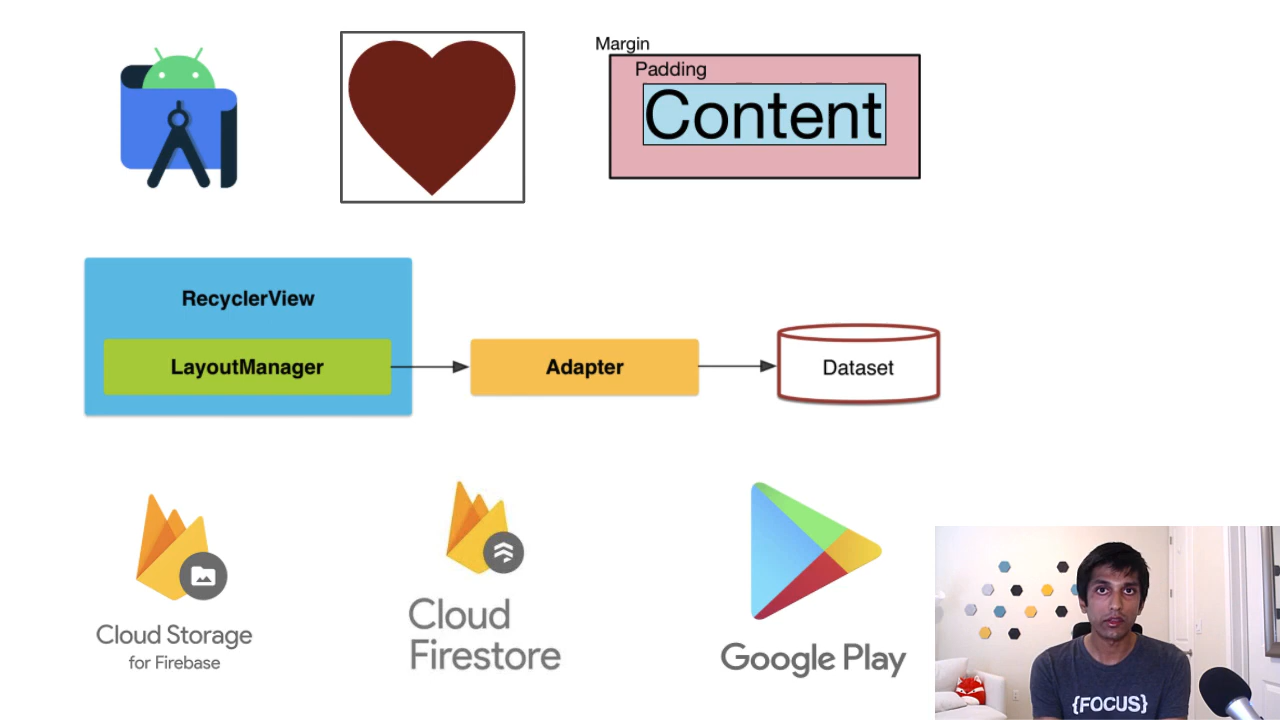 Margin
Padding
Content
RecyclerView
LayoutManager
Adapter
Dataset
Cloud Storage
for Firebase
Cloud
Firestore
Google Play
{FOCUS}